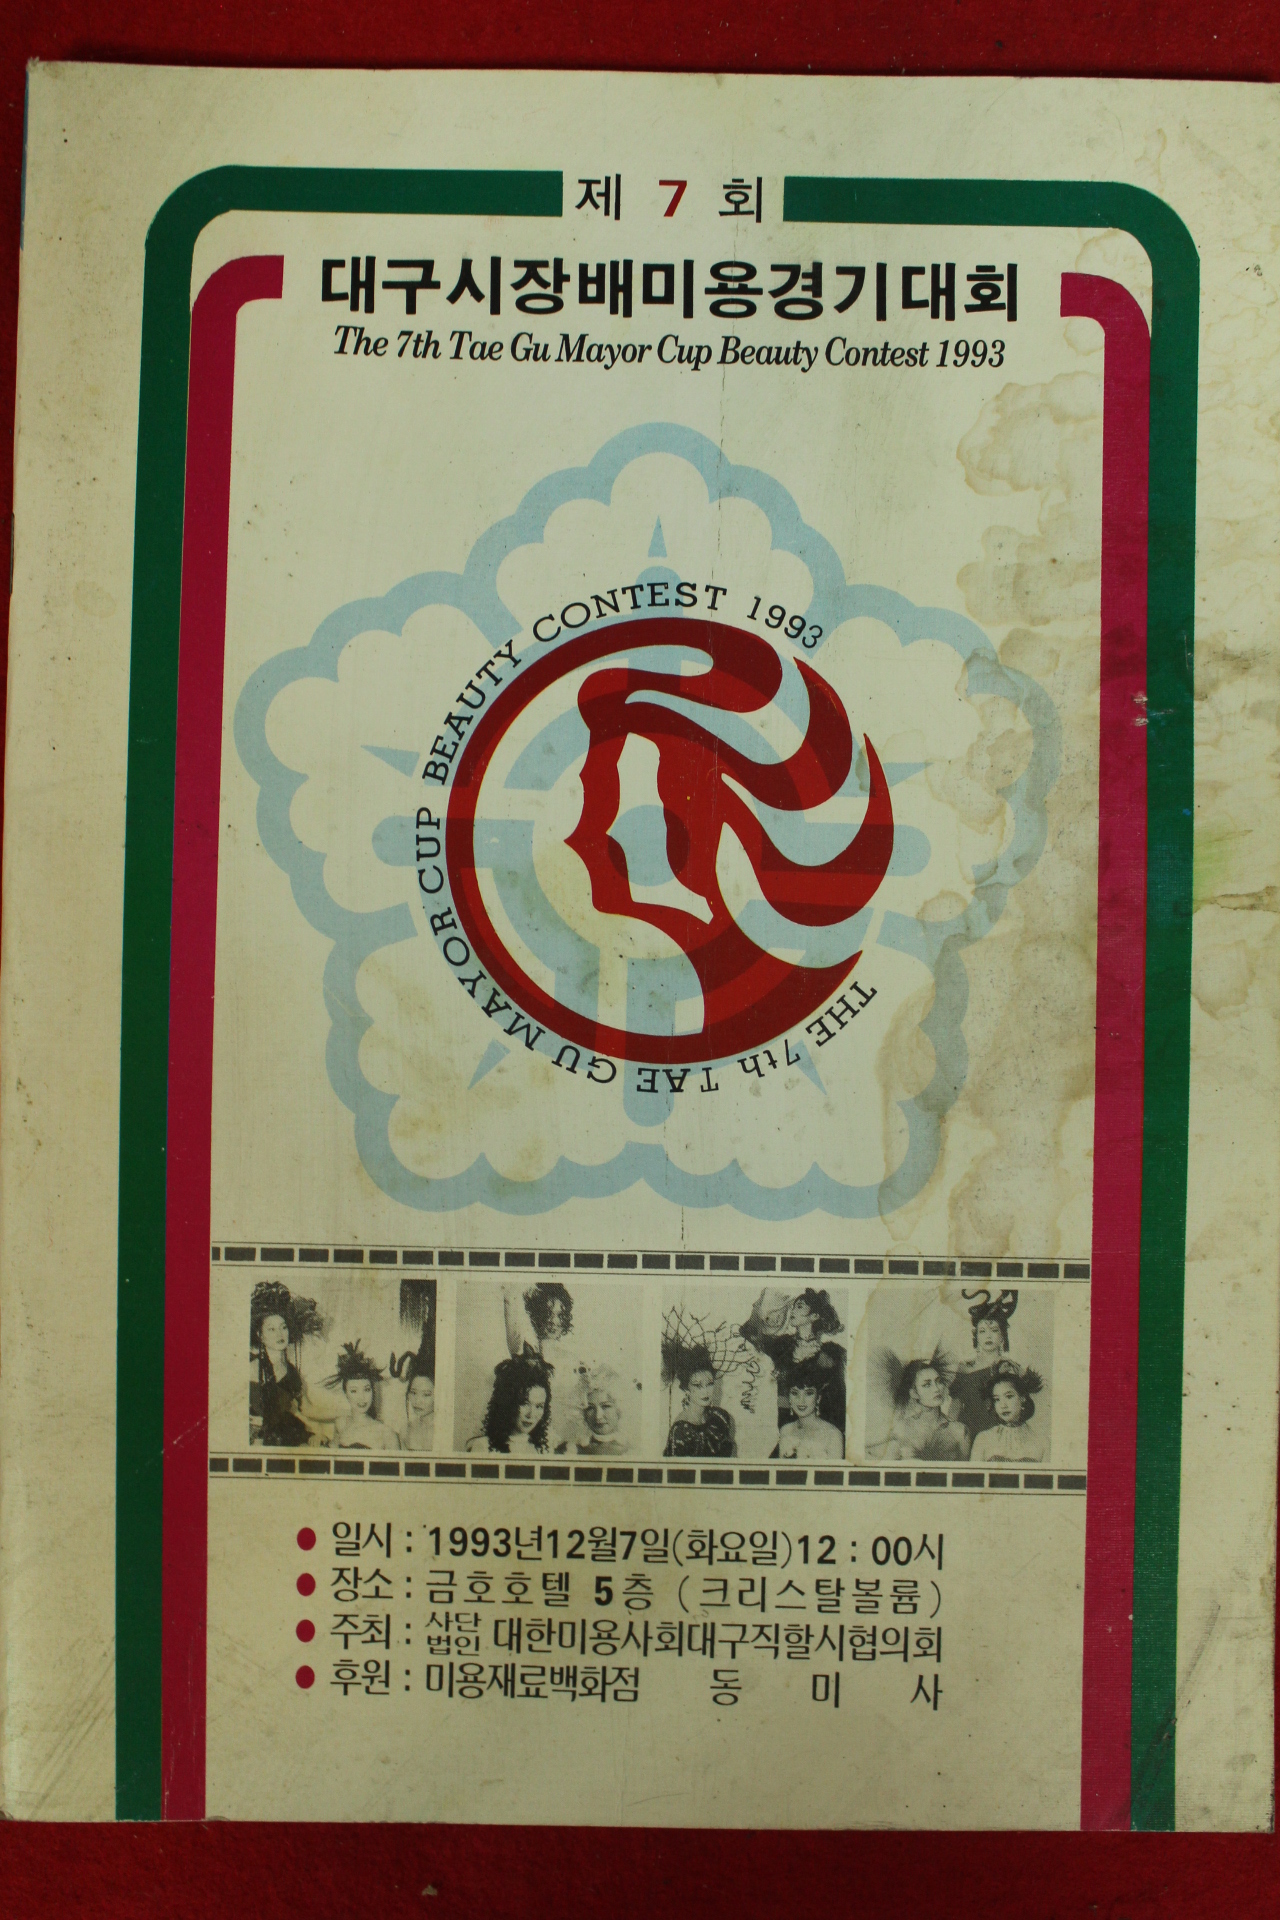 제 7 회
대구시장배미용경기대회
The 7th Tae Gu Mayor Cup Beauty Contest 1993
THE 7th TAE GU MAYOR CUP BEAUTY CONTEST 1993
● 일시 : 1993년12월7일(화요일)12 : 00시
● 장소 : 금호호텔 5층 (크리스탈볼륨)
● 주최 : 사단법인 대한미용사회대구직할시협의회
● 후원 : 미용재료백화점 동 미 사